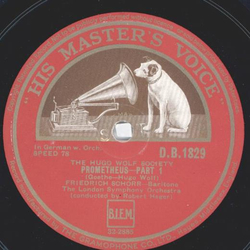 "HIS MASTER'S VOICE"
In German w. Orch.
SPEED 78
D.B.1829
THE HUGO WOLF SOCIETY
PROMETHEUS—PART 1
(Goethe—Hugo Wolf)
FRIEDRICH SCHORR—Baritone
The London Symphony Orchestra
(conducted by Robert Heger)
B.I.E.M.